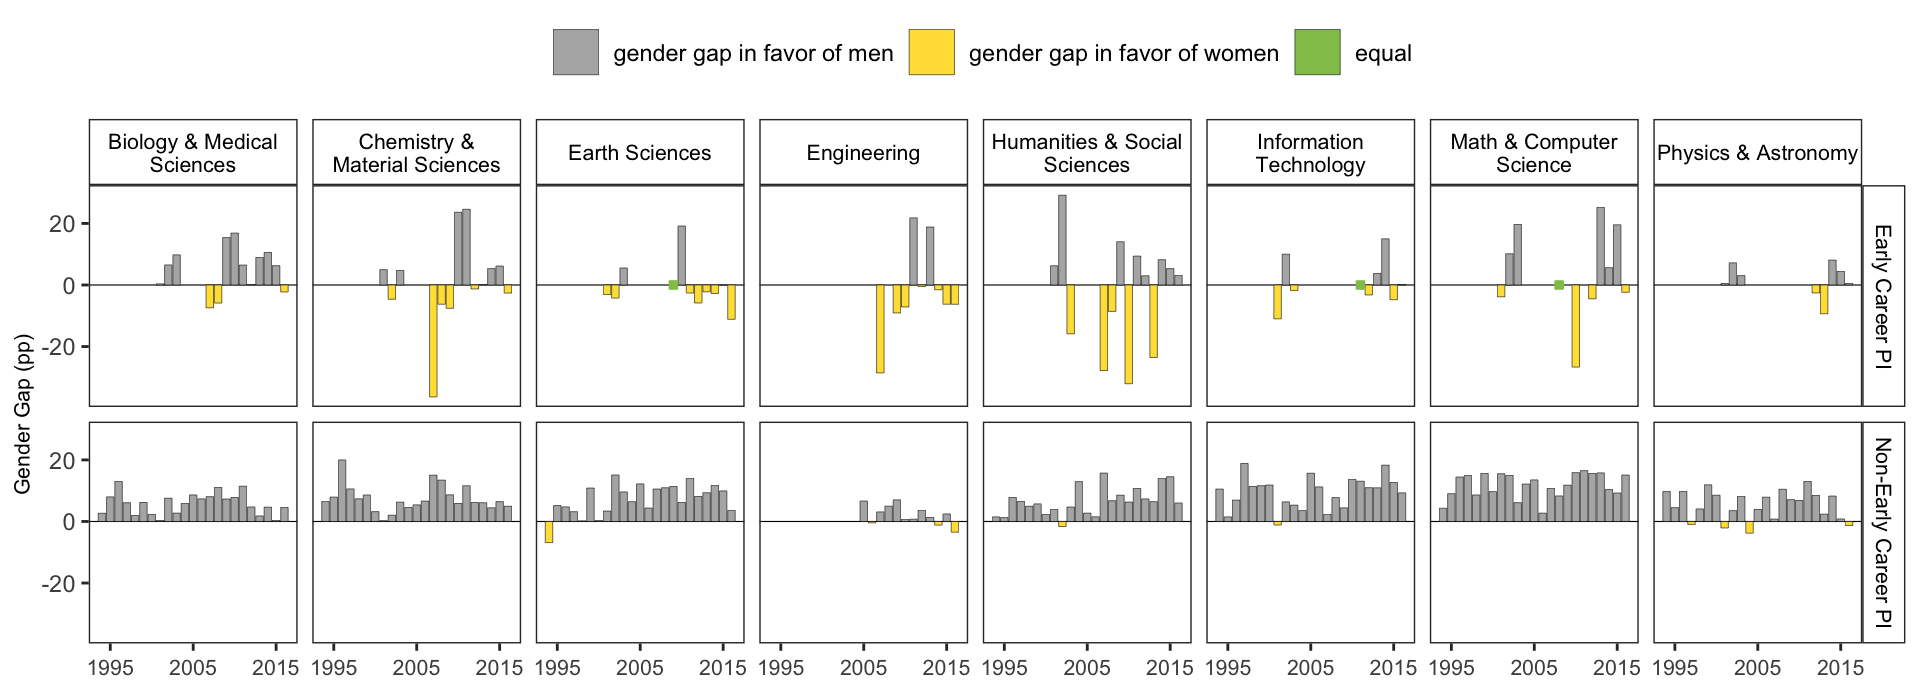 gender gap in favor of men gender gap in favor of women equal
Biology & Medical
Sciences
Chemistry &
Material Sciences
Earth Sciences
Engineering
Humanities & Social
Sciences
Information
Technology
Math & Computer
Science
Physics & Astronomy
Gender Gap (pp)
20
0
-20
Early Career PI
20
0
-20
Non-Early Career PI
1995 2005 2015 1995 2005 2015 1995 2005 2015 1995 2005 2015 1995 2005 2015 1995 2005 2015 1995 2005 2015 1995 2005 2015